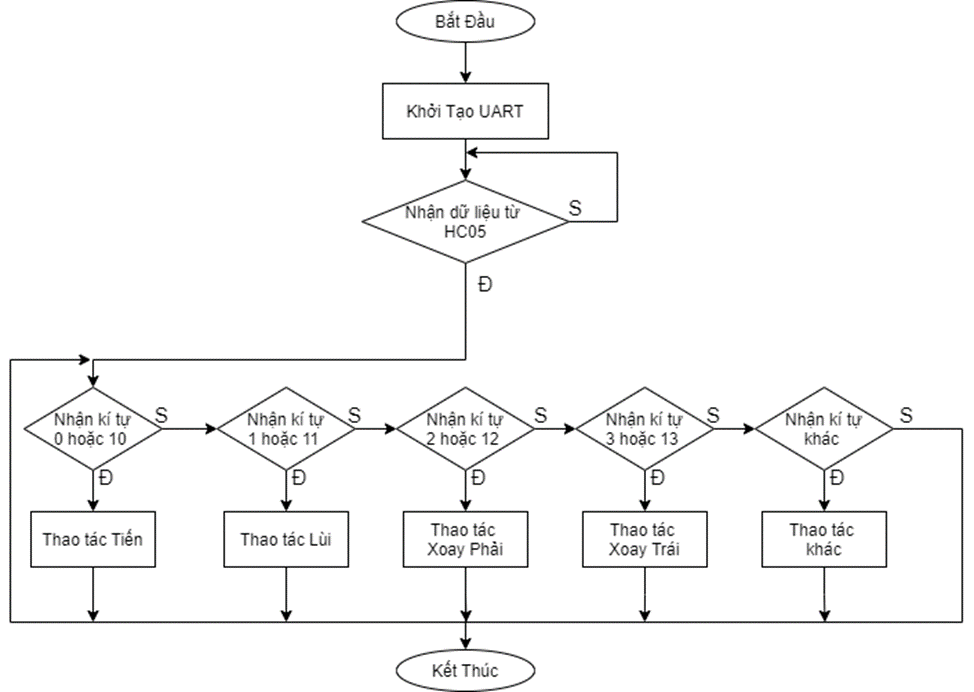 Bắt Đầu
Khởi Tạo UART
Nhận dữ liệu từ
HC05
S
Đ
Nhận kí tự
0 hoặc 10
S
Đ
Nhận kí tự
1 hoặc 11
S
Đ
Nhận kí tự
2 hoặc 12
S
Đ
Nhận kí tự
3 hoặc 13
S
Đ
Nhận kí tự
khác
S
Đ
Thao tác Tiến
Thao tác Lùi
Thao tác
Xoay Phải
Thao tác
Xoay Trái
Thao tác
khác
Kết Thúc